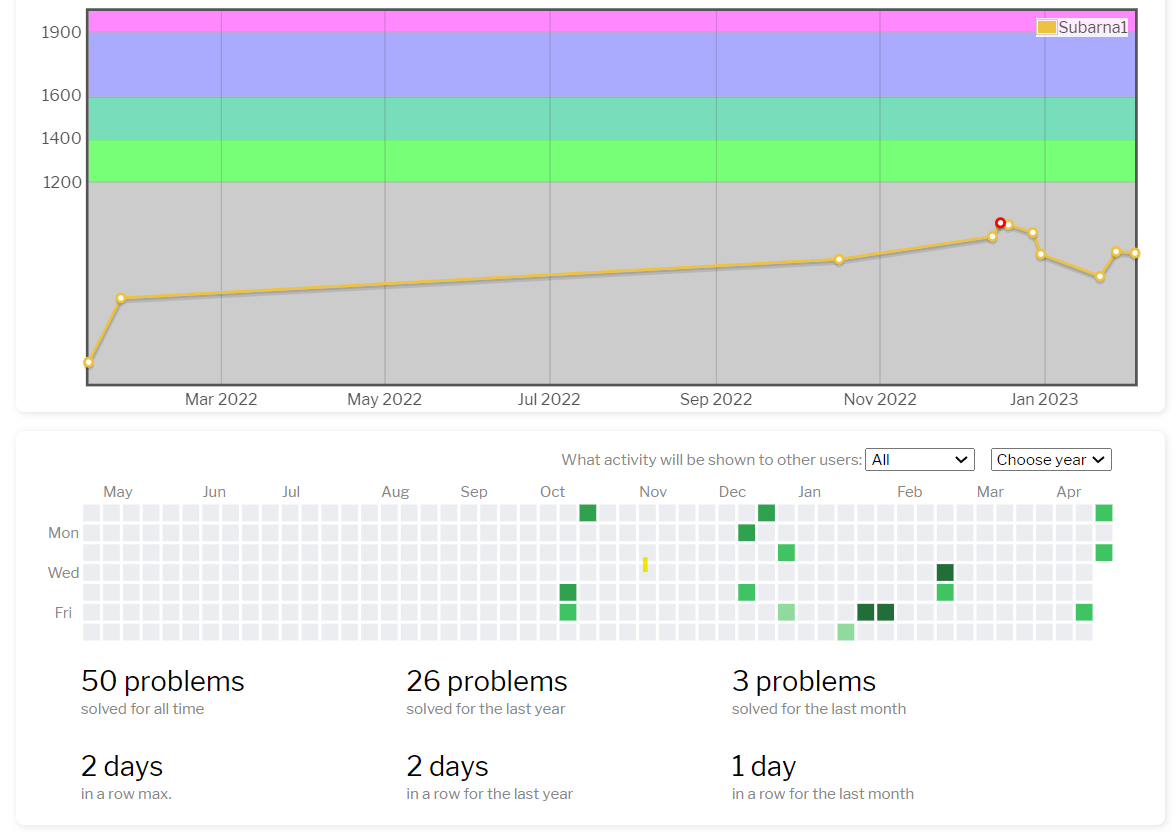 1900
Subarna1
1600
1400
1200
Mar 2022 May 2022 Jul 2022 Sep 2022 Nov 2022 Jan 2023
What activity will be shown to other users: All Choose year
May Jun Jul Aug Sep Oct Nov Dec Jan Feb Mar Apr
Mon
Wed
Fri
50 problems 26 problems 3 problems
solved for all time solved for the last year solved for the last month
2 days 2 days 1 day
in a row max. in a row for the last year in a row for the last month